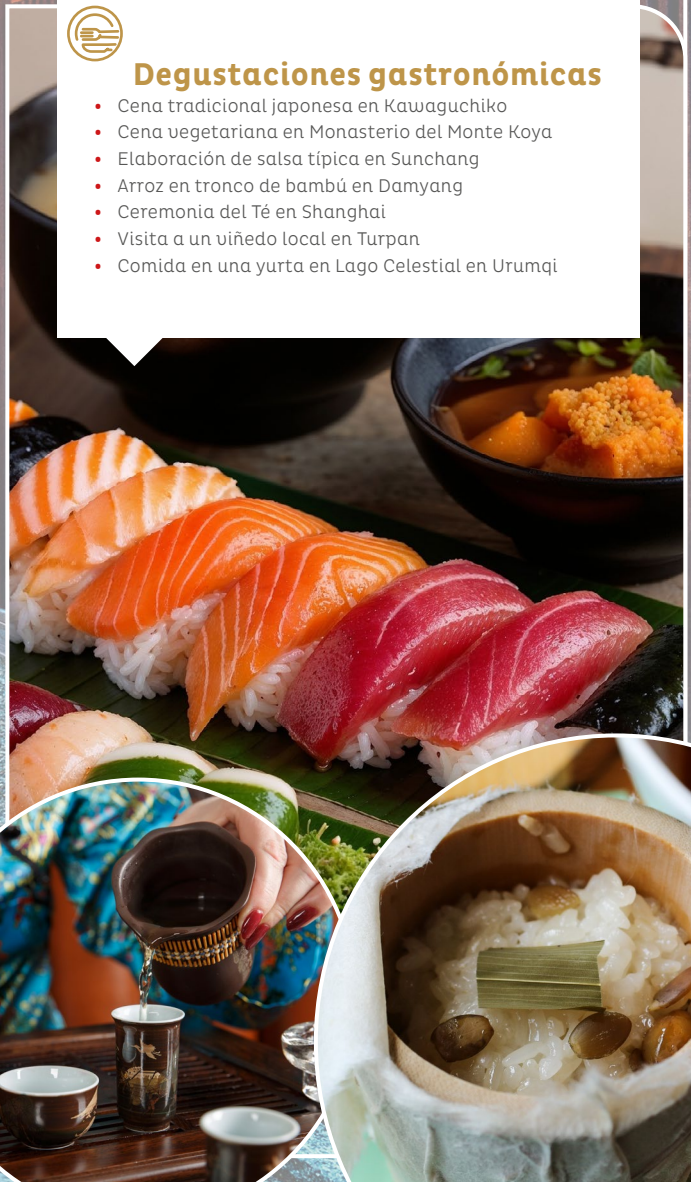 Degustaciones gastronómicas
• Cena tradicional japonesa en Kawaguchiko
• Cena vegetariana en Monasterio del Monte Koya
• Elaboración de salsa típica en Sunchang
• Arroz en tronco de bambú en Damyang
• Ceremonia del Té en Shanghai
• Visita a un viñedo local en Turpan
• Comida en una yurta en Lago Celestial en Urumqi